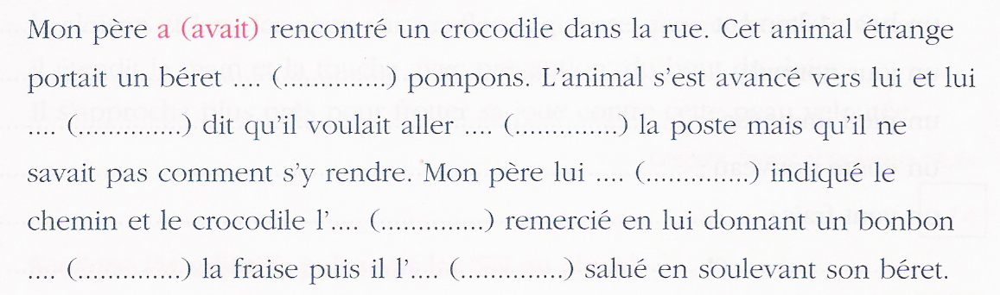 Mon père a (avait) rencontré un crocodile dans la rue. Cet animal étrange
portait un béret .... (..............) pompons. L'animal s'est avancé vers lui et lui
.... (..............) dit qu'il voulait aller .... (..............) la poste mais qu'il ne
savait pas comment s'y rendre. Mon père lui .... (..............) indiqué le
chemin et le crocodile l'.... (..............) remercié en lui donnant un bonbon
.... (..............) la fraise puis il l'.... (..............) salué en soulevant son béret.